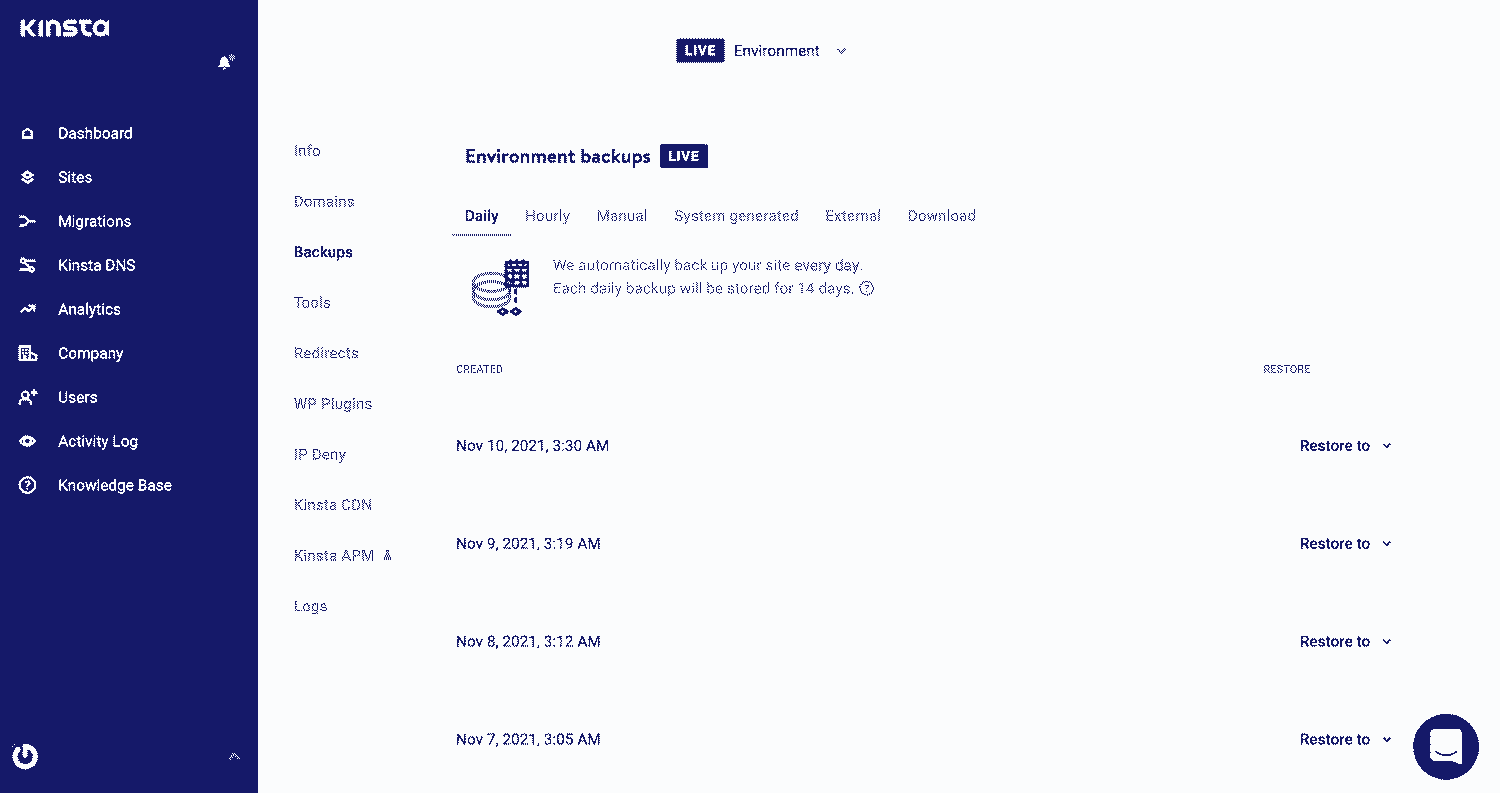 KINSTA
LIVE Environment
Dashboard
Sites
Migrations
Kinsta DNS
Analytics
Company
Users
Activity Log
Knowledge Base
Info
Domains
Backups
Tools
Redirects
WP Plugins
IP Deny
Kinsta CDN
Kinsta APM
Logs
Environment backups LIVE
Daily Hourly Manual System generated External Download
We automatically back up your site every day.
Each daily backup will be stored for 14 days. ?
CREATED RESTORE
Nov 10, 2021, 3:30 AM Restore to
Nov 9, 2021, 3:19 AM Restore to
Nov 8, 2021, 3:12 AM Restore to
Nov 7, 2021, 3:05 AM Restore to